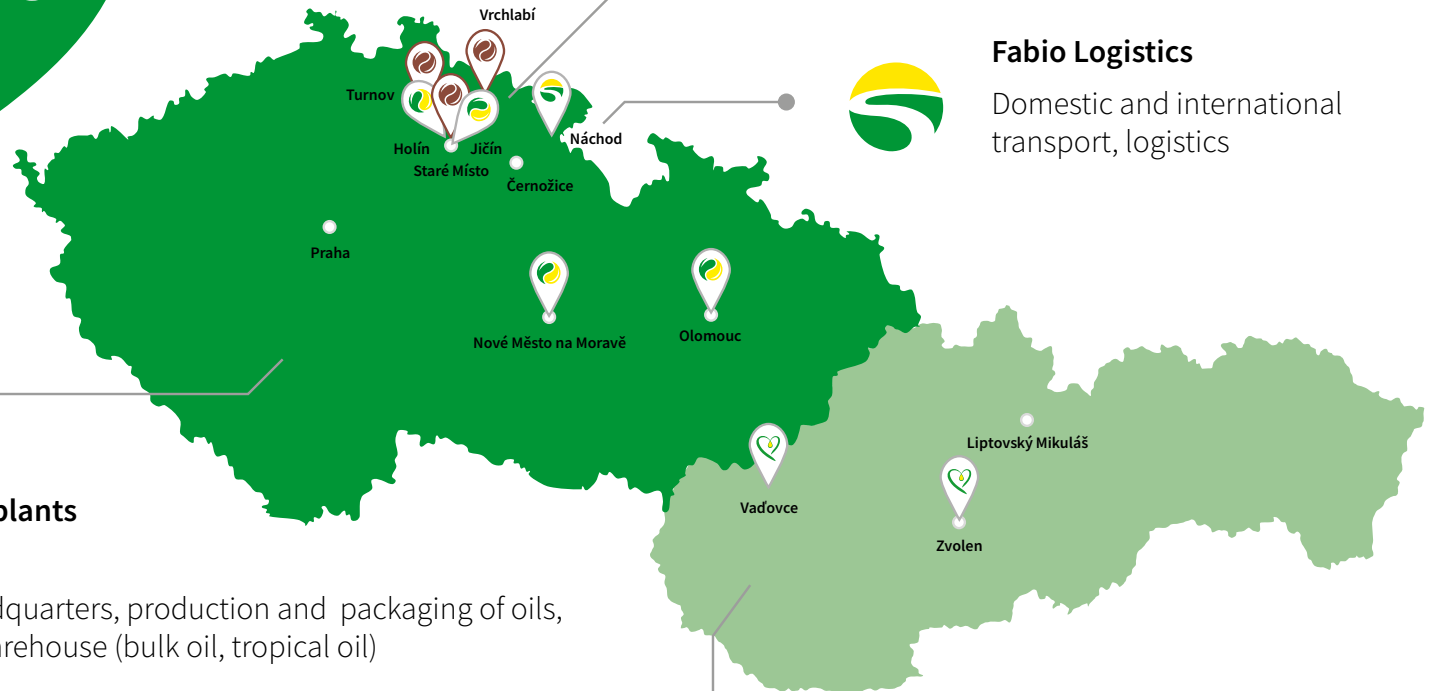 Vrchlabí
Fabio Logistics
Turnov
Domestic and international
transport, logistics
Náchod
Holín
Jičín
Staré Místo
Černožice
Praha
Nové Město na Moravě
Olomouc
Liptovský Mikuláš
Vaďovce
Zvolen
plants
dquarters, production and packaging of oils,
rehouse (bulk oil, tropical oil)